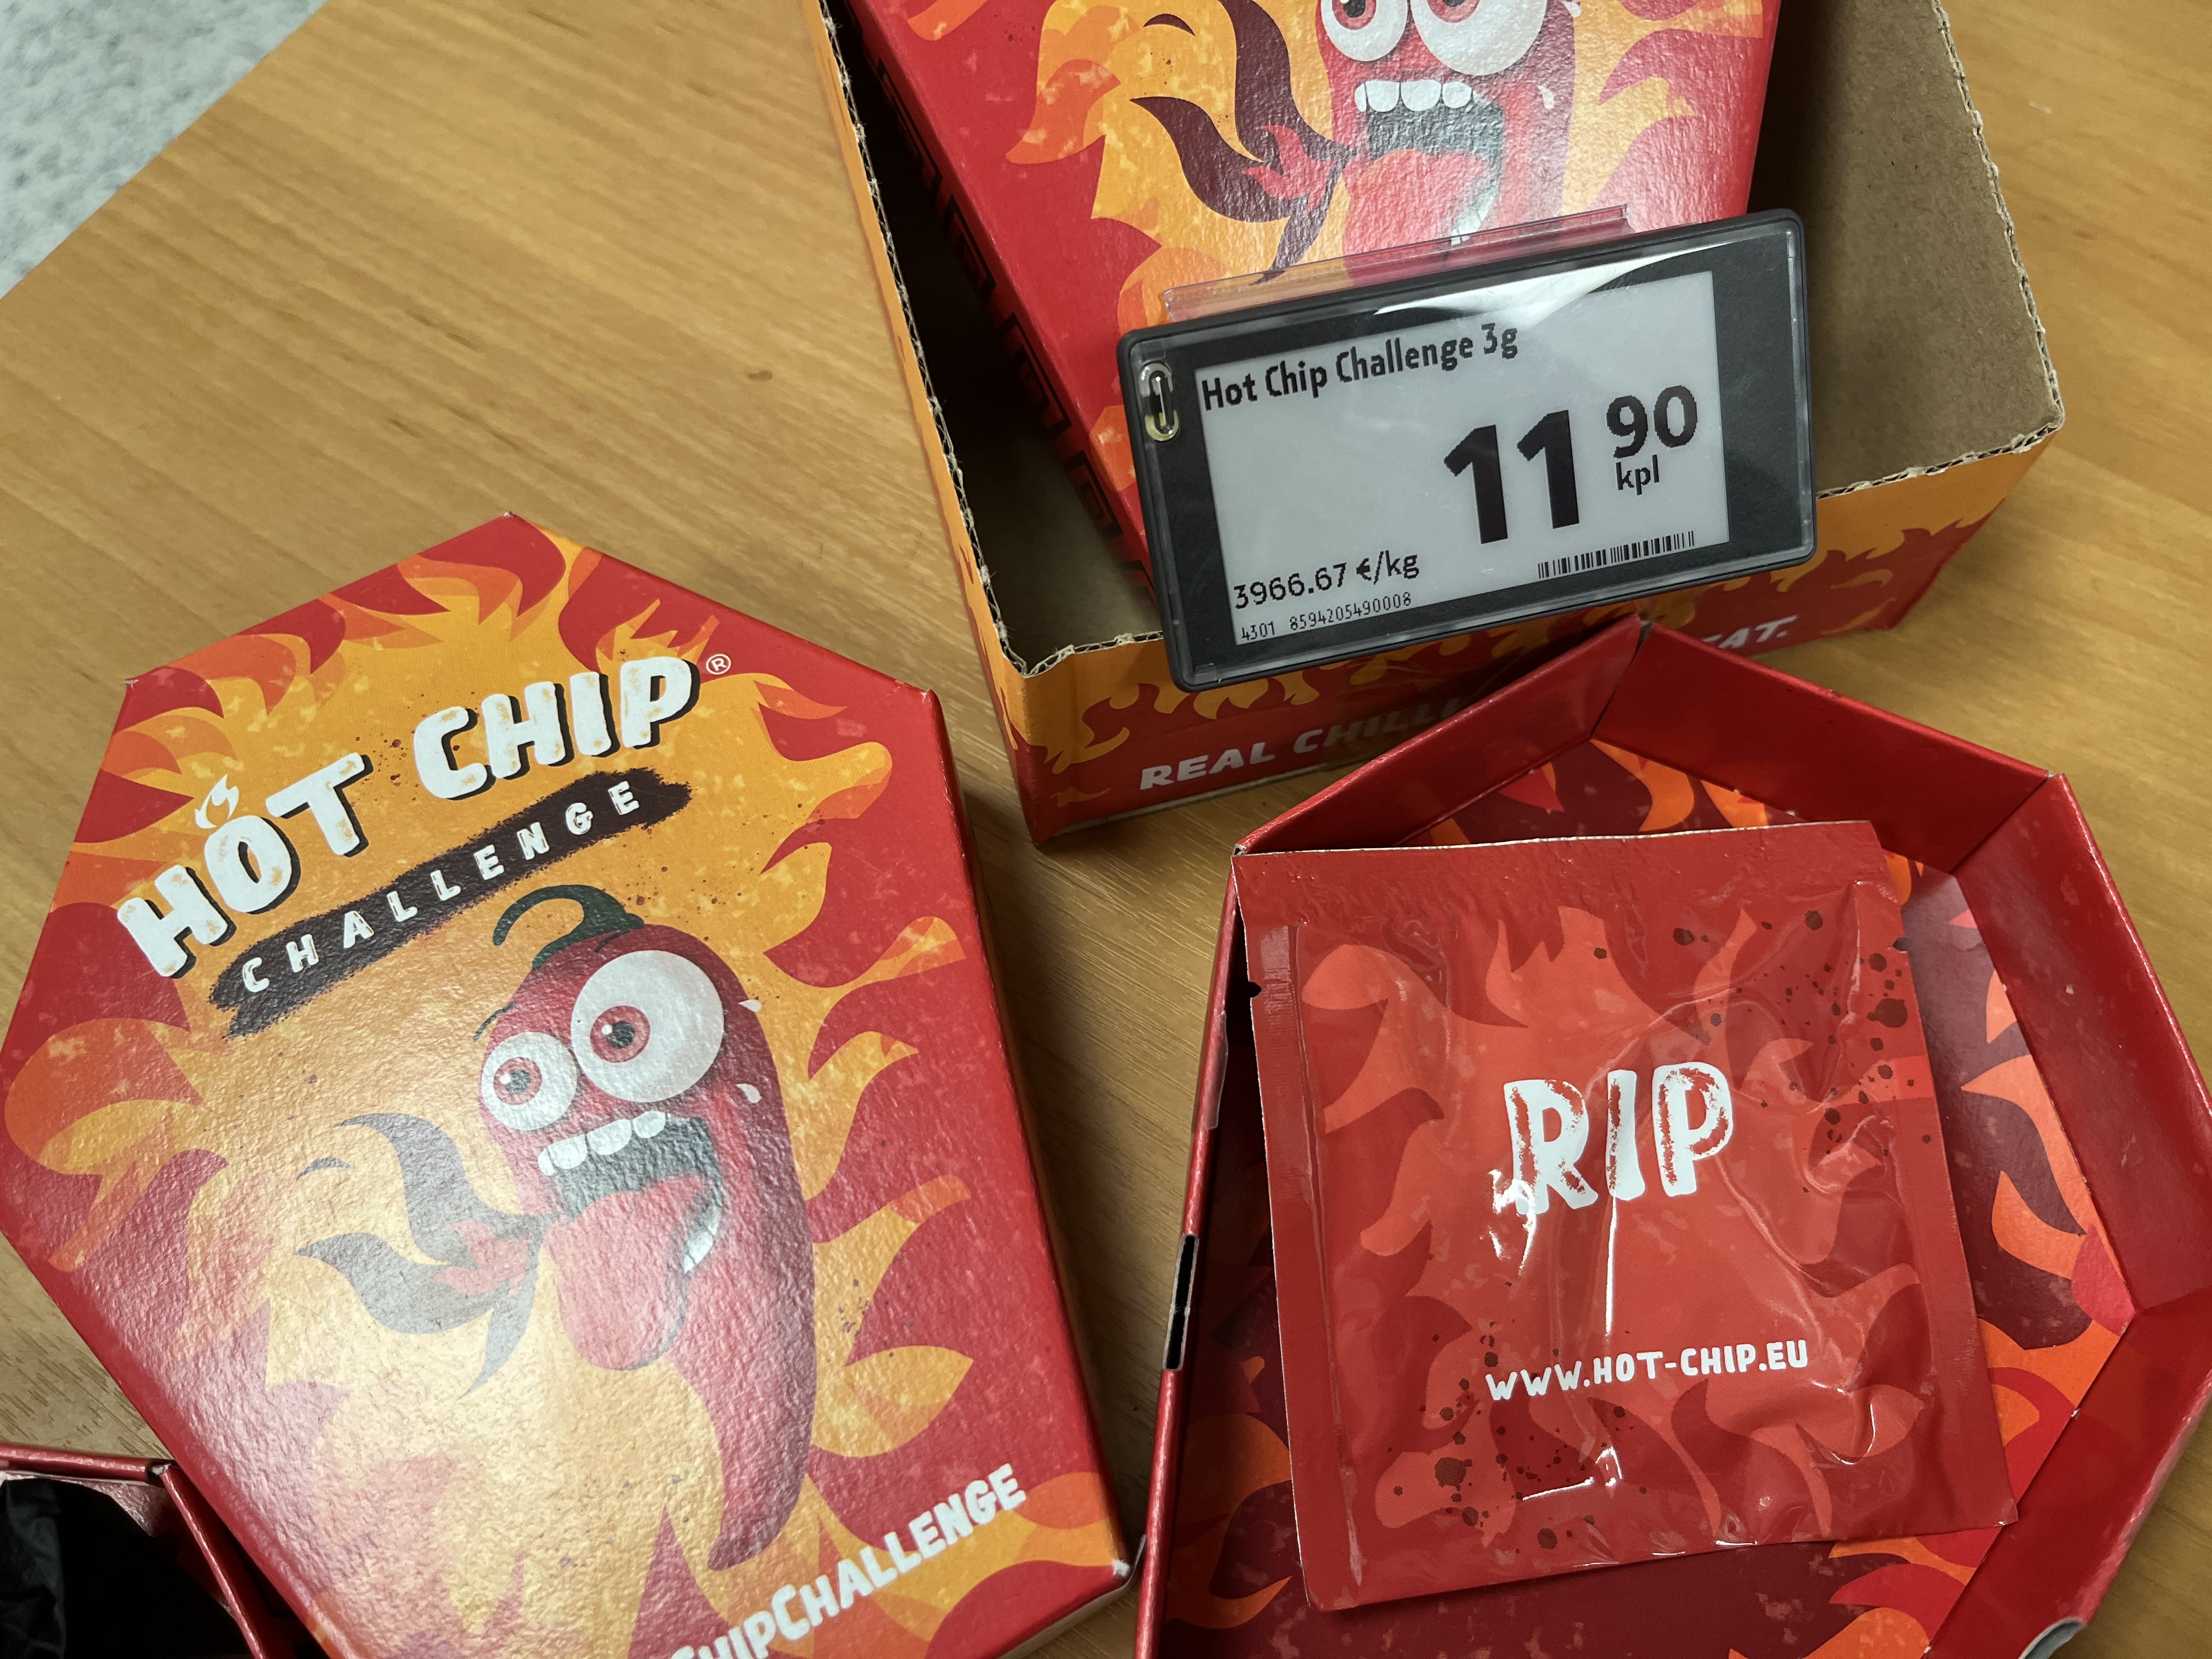 Hot Chip Challenge 3g
11 90
kpl
3966.67 €/kg
4301 8594205490008
REAL
HOT CHIP®
CHALLENGE
CHIPCHALLENGE
RIP
WWW.HOT-CHIP.EU